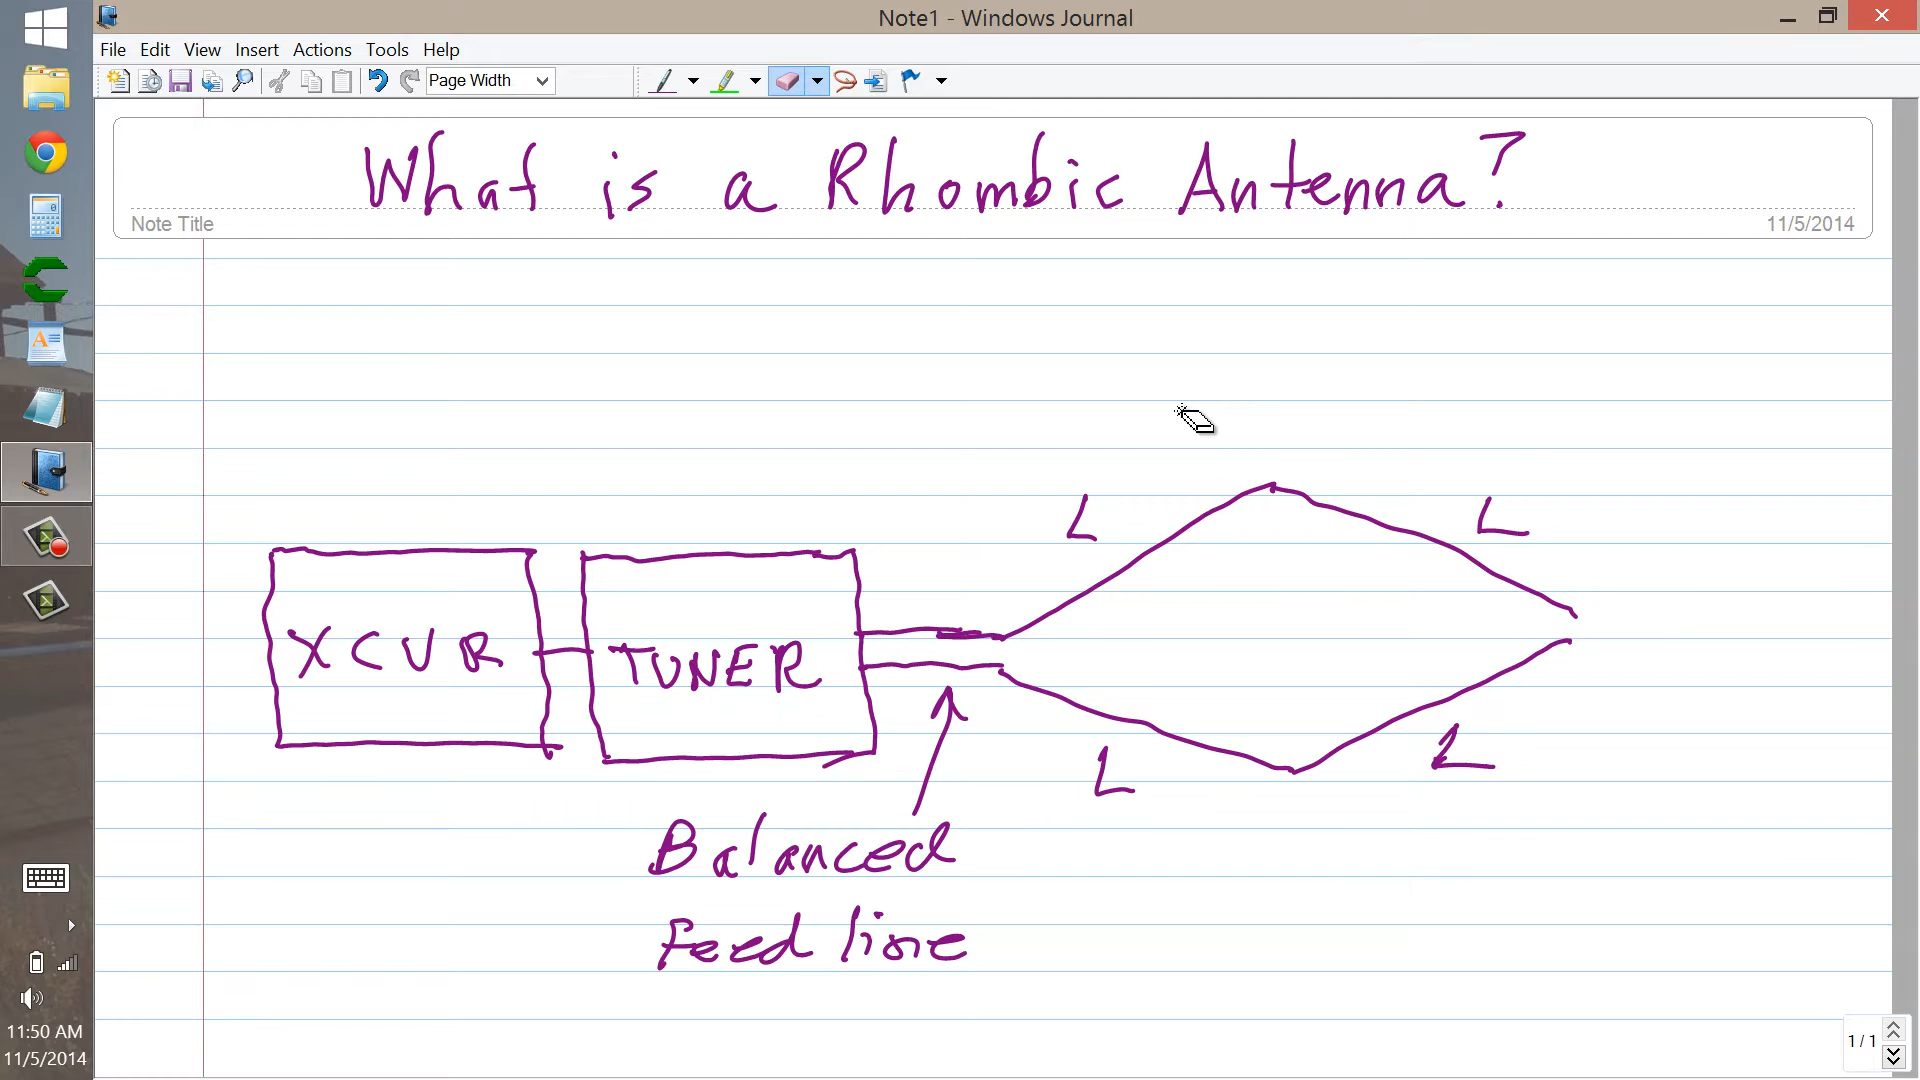 Note1 - Windows Journal
File Edit View Insert Actions Tools Help
Page Width
What is a Rhombic Antenna?
Note Title
11/5/2014
L L
XCVR TUNER
L L
Balanced
Feed line
11:50 AM
11/5/2014
1 / 1